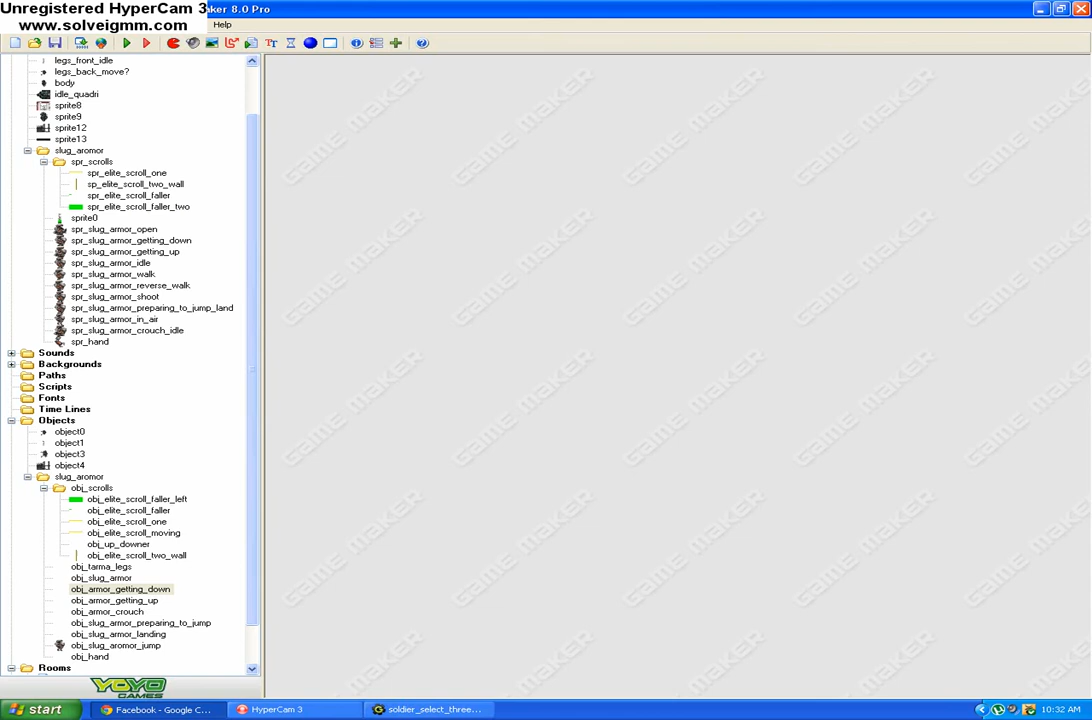 Unregistered HyperCam 3
www.solveigmm.com
ker 8.0 Pro
Help
legs_front_idle
legs_back_move?
body
idle_quadri
sprite8
sprite9
sprite12
sprite13
slug_aromor
spr_scrolls
spr_elite_scroll_one
sp_elite_scroll_two_wall
spr_elite_scroll_faller
spr_elite_scroll_faller_two
sprite0
spr_slug_armor_open
spr_slug_armor_getting_down
spr_slug_armor_getting_up
spr_slug_armor_idle
spr_slug_armor_walk
spr_slug_armor_reverse_walk
spr_slug_armor_shoot
spr_slug_armor_preparing_to_jump_land
spr_slug_armor_in_air
spr_slug_armor_crouch_idle
spr_hand
Sounds
Backgrounds
Paths
Scripts
Fonts
Time Lines
Objects
object0
object1
object3
object4
slug_aromor
obj_scrolls
obj_elite_scroll_faller_left
obj_elite_scroll_faller
obj_elite_scroll_one
obj_elite_scroll_moving
obj_up_downer
obj_elite_scroll_two_wall
obj_tarma_legs
obj_slug_armor
obj_armor_getting_down
obj_armor_getting_up
obj_armor_crouch
obj_slug_armor_preparing_to_jump
obj_slug_armor_landing
obj_slug_aromor_jump
obj_hand
Rooms
YOYO
GAMES
start
Facebook - Google C...
HyperCam 3
soldier_select_three...
10:32 AM